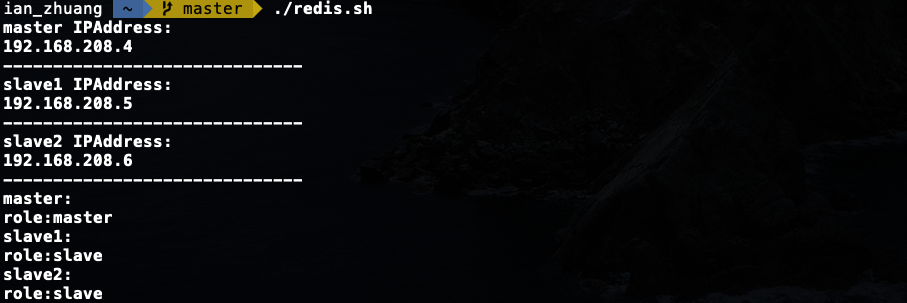 ian_zhuang ~ master ./redis.sh
master IPAddress:
192.168.208.4
------------------------------
slave1 IPAddress:
192.168.208.5
------------------------------
slave2 IPAddress:
192.168.208.6
------------------------------
master:
role:master
slave1:
role:slave
slave2:
role:slave